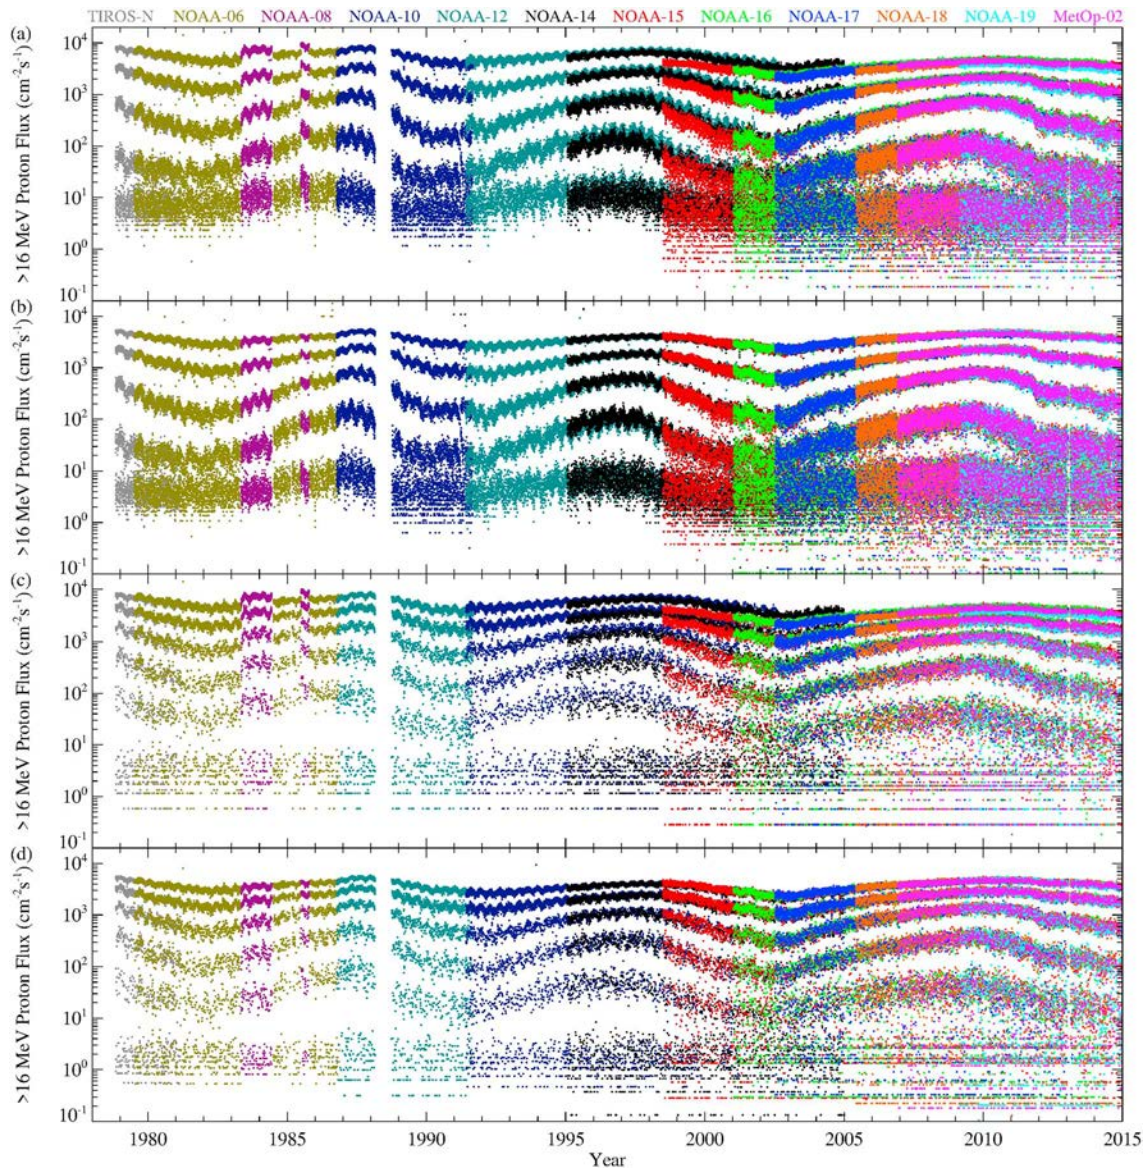 TIROS-N NOAA-06 NOAA-08 NOAA-10 NOAA-12 NOAA-14 NOAA-15 NOAA-16 NOAA-17 NOAA-18 NOAA-19 MetOp-02
(a)
>16 MeV Proton Flux (cm⁻²s⁻¹)
10⁴
10³
10²
10¹
10⁰
10⁻¹
(b)
>16 MeV Proton Flux (cm⁻²s⁻¹)
10⁴
10³
10²
10¹
10⁰
10⁻¹
(c)
>16 MeV Proton Flux (cm⁻²s⁻¹)
10⁴
10³
10²
10¹
10⁰
10⁻¹
(d)
>16 MeV Proton Flux (cm⁻²s⁻¹)
10⁴
10³
10²
10¹
10⁰
10⁻¹
1980 1985 1990 1995 2000 2005 2010 2015
Year